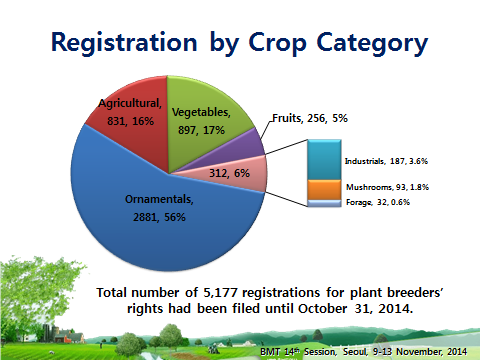 Registration by Crop Category
Agricultural,
831, 16%
Vegetables,
897, 17%
Fruits, 256, 5%
312, 6%
Industrials, 187, 3.6%
Mushrooms, 93, 1.8%
Forage, 32, 0.6%
Ornamentals,
2881, 56%
Total number of 5,177 registrations for plant breeders'
rights had been filed until October 31, 2014.
BMT 14th Session, Seoul, 9-13 November, 2014